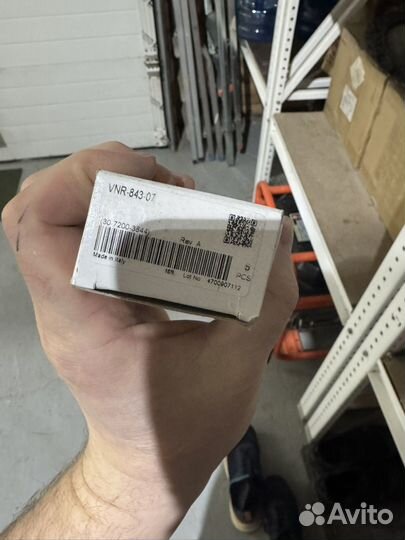 VNR-843-07
(30.7200-3844)
Rev. A
5
PCS
Made in Italy
Lot No. 4700907112
Avito